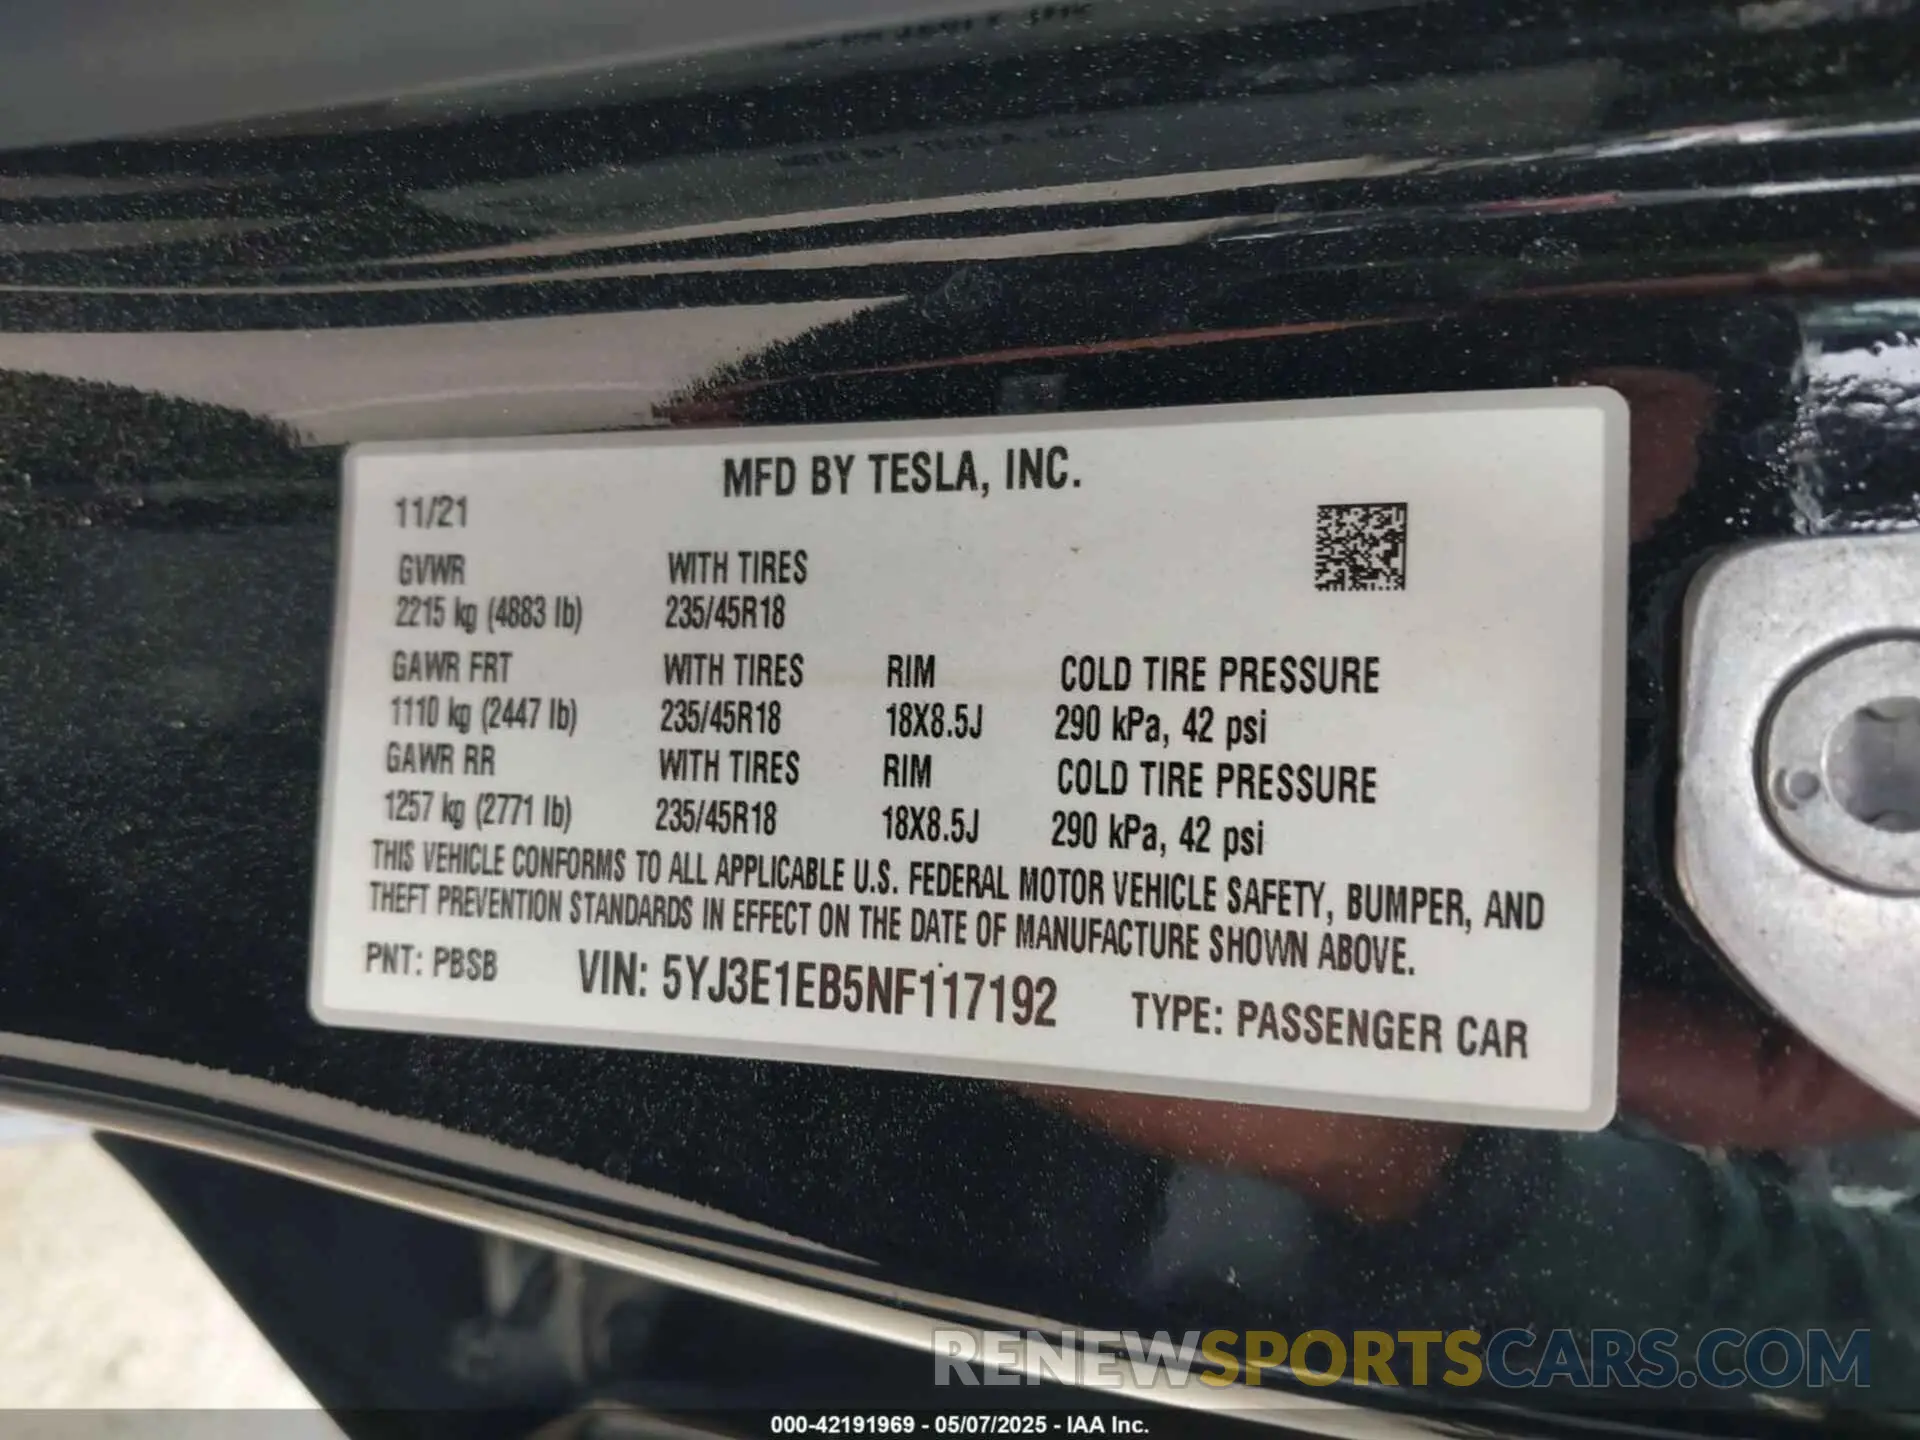 MFD BY TESLA, INC.
11/21
GVWR WITH TIRES
2215 kg (4883 lb) 235/45R18
GAWR FRT WITH TIRES RIM COLD TIRE PRESSURE
1110 kg (2447 lb) 235/45R18 18X8.5J 290 kPa, 42 psi
GAWR RR WITH TIRES RIM COLD TIRE PRESSURE
1257 kg (2771 lb) 235/45R18 18X8.5J 290 kPa, 42 psi
THIS VEHICLE CONFORMS TO ALL APPLICABLE U.S. FEDERAL MOTOR VEHICLE SAFETY, BUMPER, AND
THEFT PREVENTION STANDARDS IN EFFECT ON THE DATE OF MANUFACTURE SHOWN ABOVE.
PNT: PBSB VIN: 5YJ3E1EB5NF117192 TYPE: PASSENGER CAR
RENEWSPORTSCARS.COM
000-42191969 - 05/07/2025 - IAA Inc.